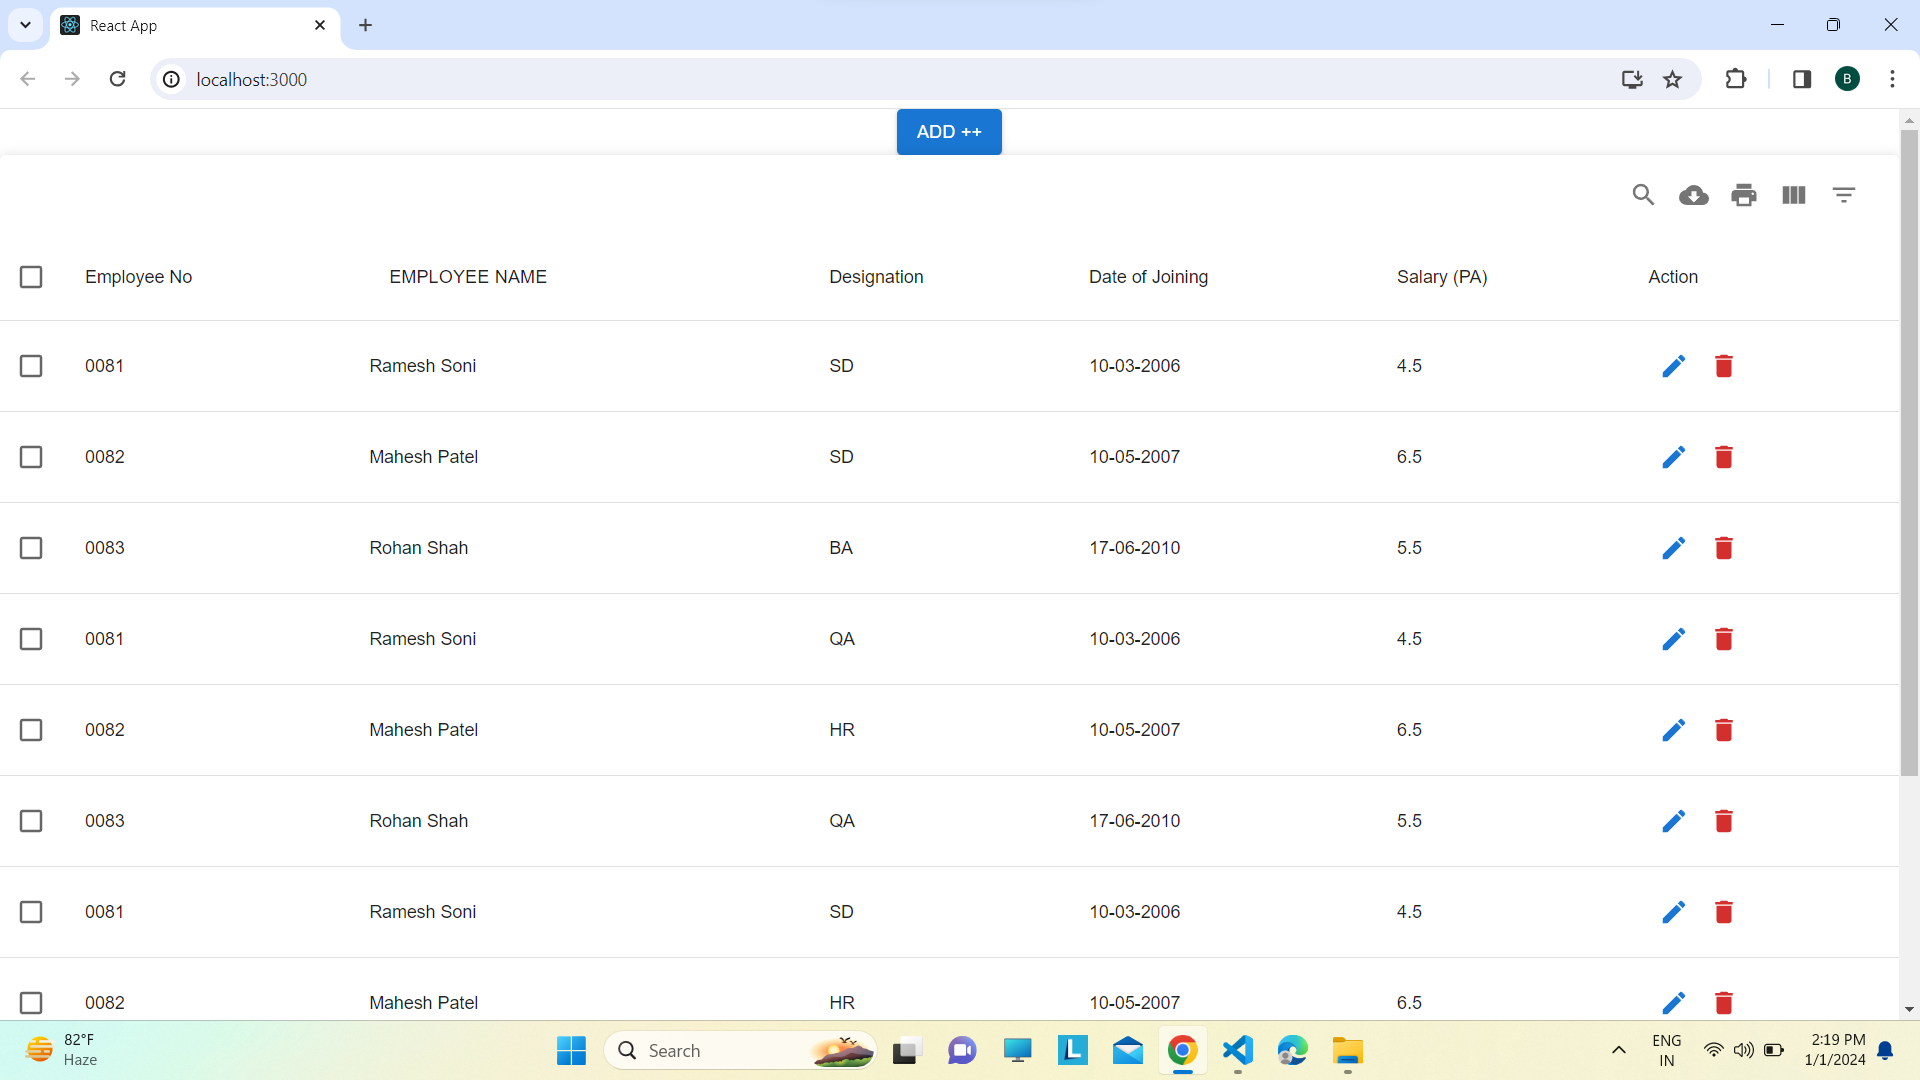 React App
localhost:3000
B
ADD ++
Employee No EMPLOYEE NAME Designation Date of Joining Salary (PA) Action
0081 Ramesh Soni SD 10-03-2006 4.5
0082 Mahesh Patel SD 10-05-2007 6.5
0083 Rohan Shah BA 17-06-2010 5.5
0081 Ramesh Soni QA 10-03-2006 4.5
0082 Mahesh Patel HR 10-05-2007 6.5
0083 Rohan Shah QA 17-06-2010 5.5
0081 Ramesh Soni SD 10-03-2006 4.5
0082 Mahesh Patel HR 10-05-2007 6.5
82°F
Haze
Search
L
ENG
IN
2:19 PM
1/1/2024